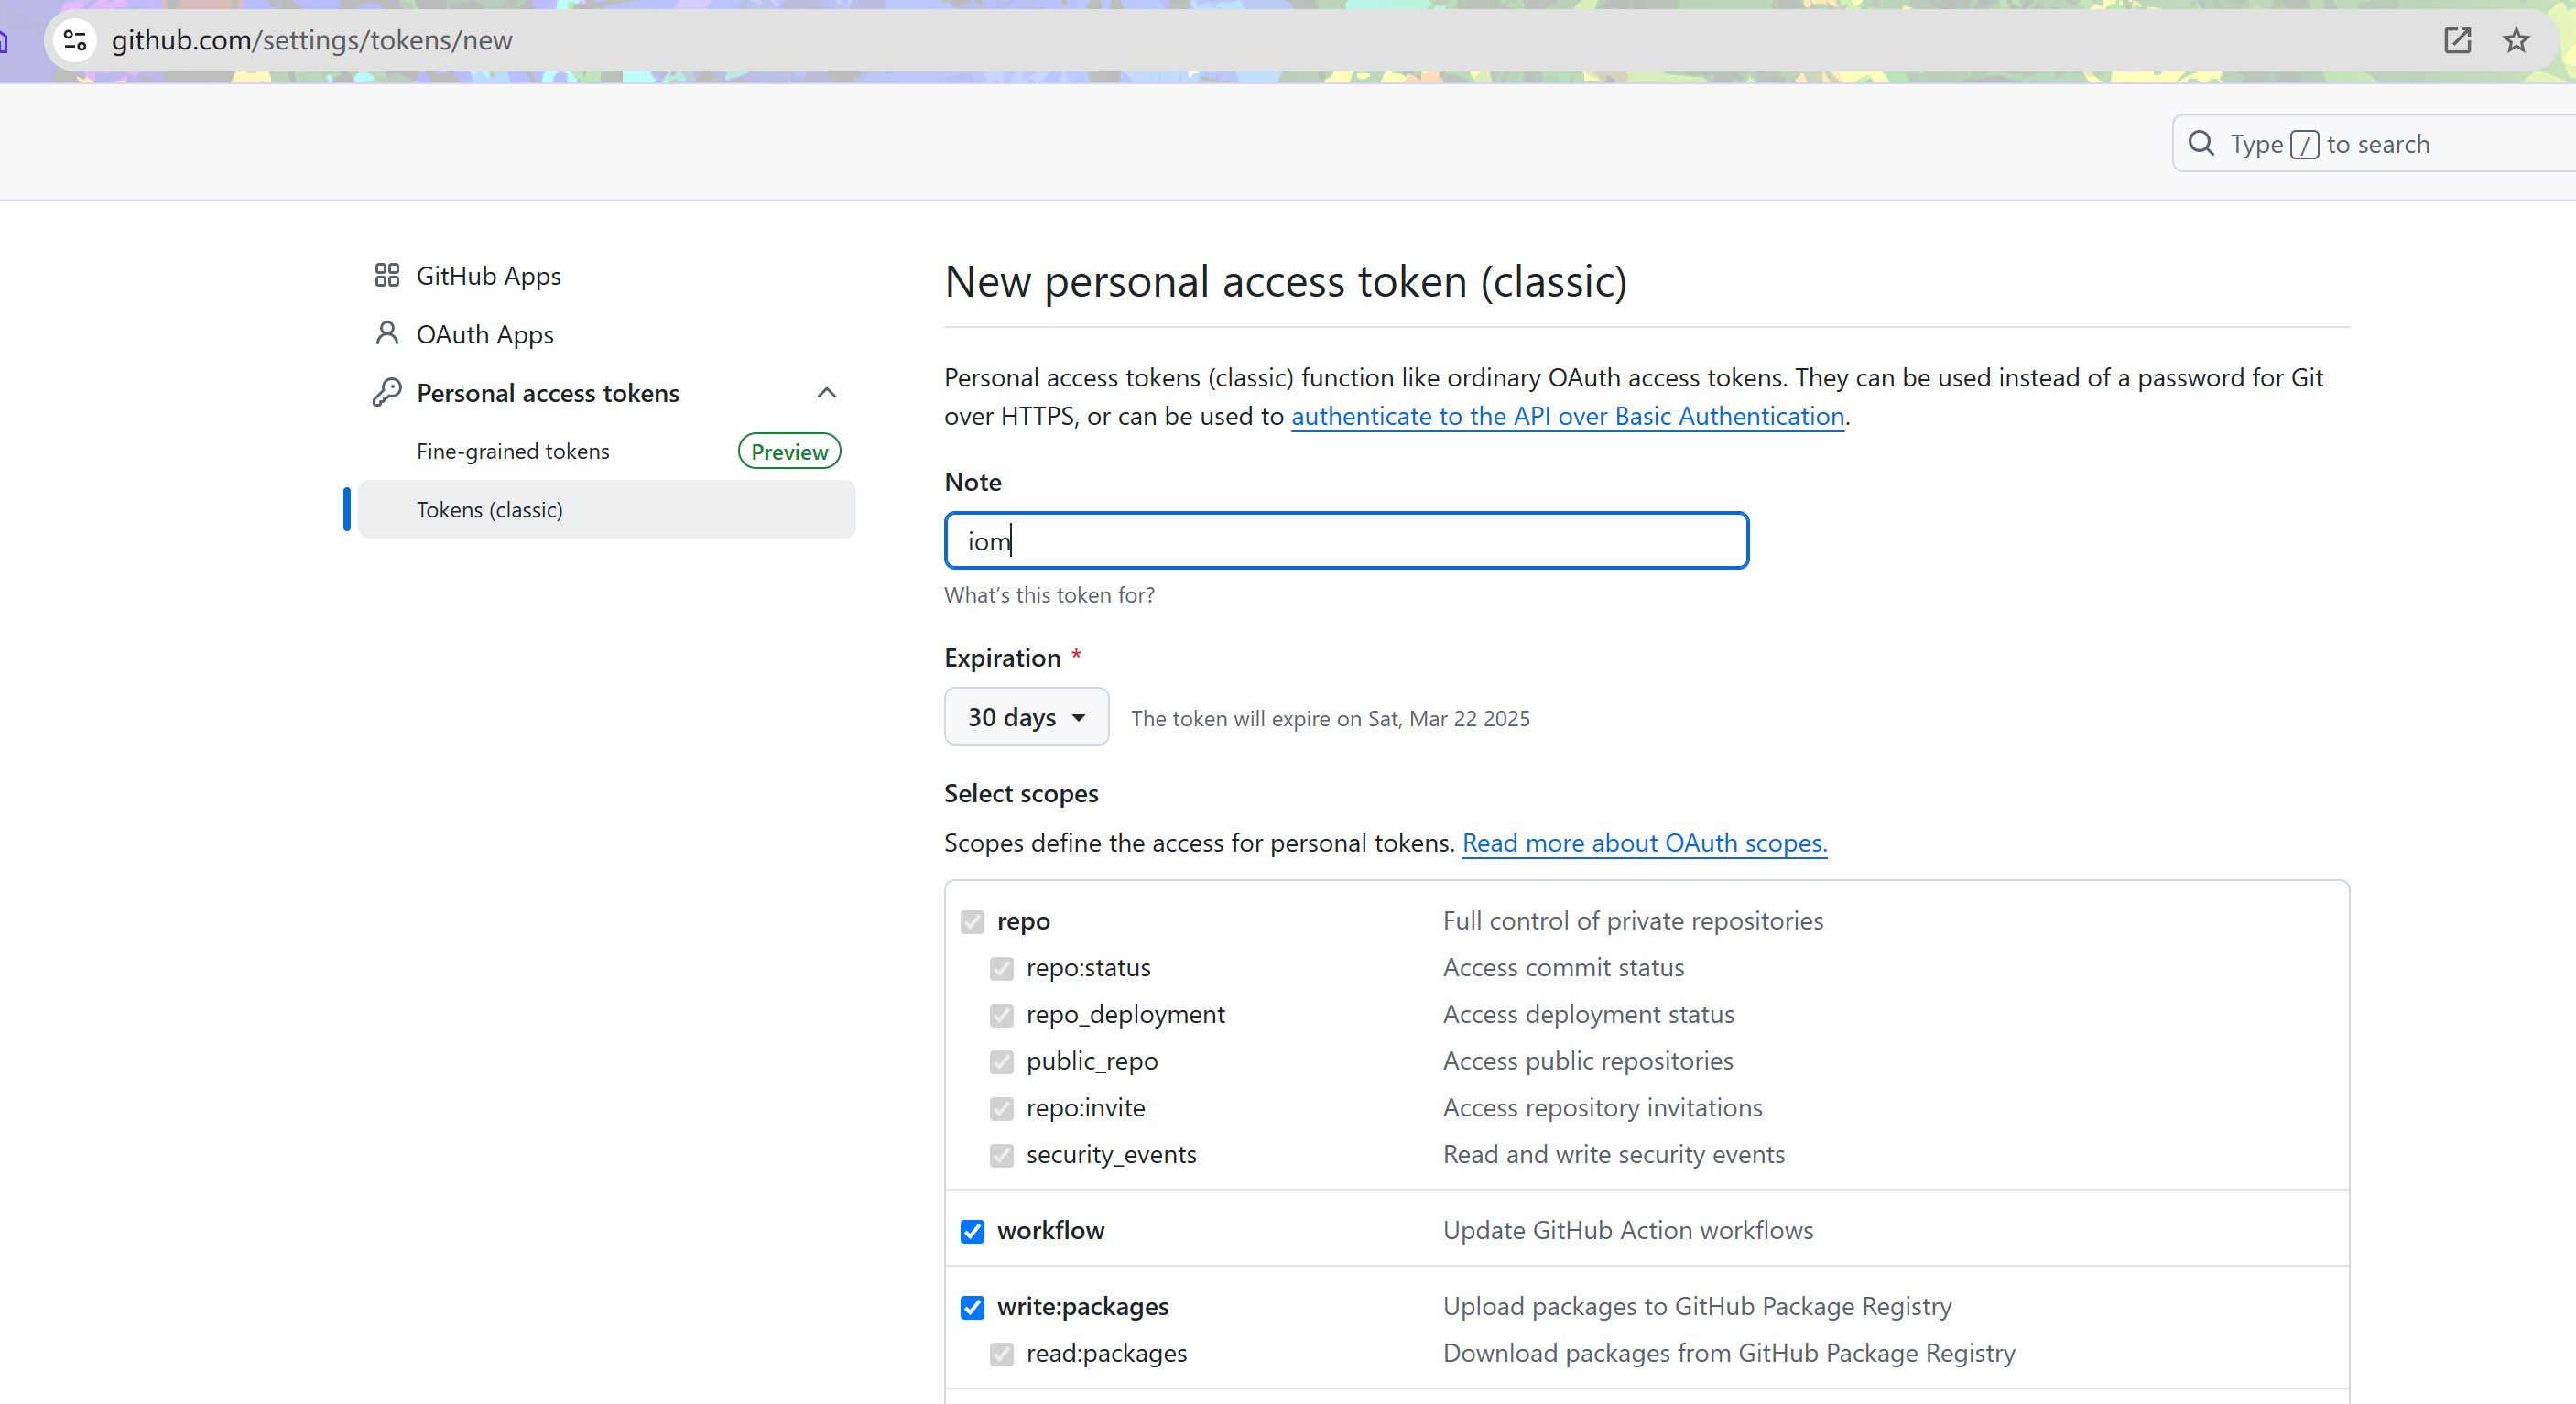 github.com/settings/tokens/new
Type / to search
GitHub Apps
OAuth Apps
Personal access tokens
Fine-grained tokens Preview
Tokens (classic)
New personal access token (classic)
Personal access tokens (classic) function like ordinary OAuth access tokens. They can be used instead of a password for Git
over HTTPS, or can be used to authenticate to the API over Basic Authentication.
Note
iom
What's this token for?
Expiration *
30 days The token will expire on Sat, Mar 22 2025
Select scopes
Scopes define the access for personal tokens. Read more about OAuth scopes.
repo Full control of private repositories
repo:status Access commit status
repo_deployment Access deployment status
public_repo Access public repositories
repo:invite Access repository invitations
security_events Read and write security events
workflow Update GitHub Action workflows
write:packages Upload packages to GitHub Package Registry
read:packages Download packages from GitHub Package Registry